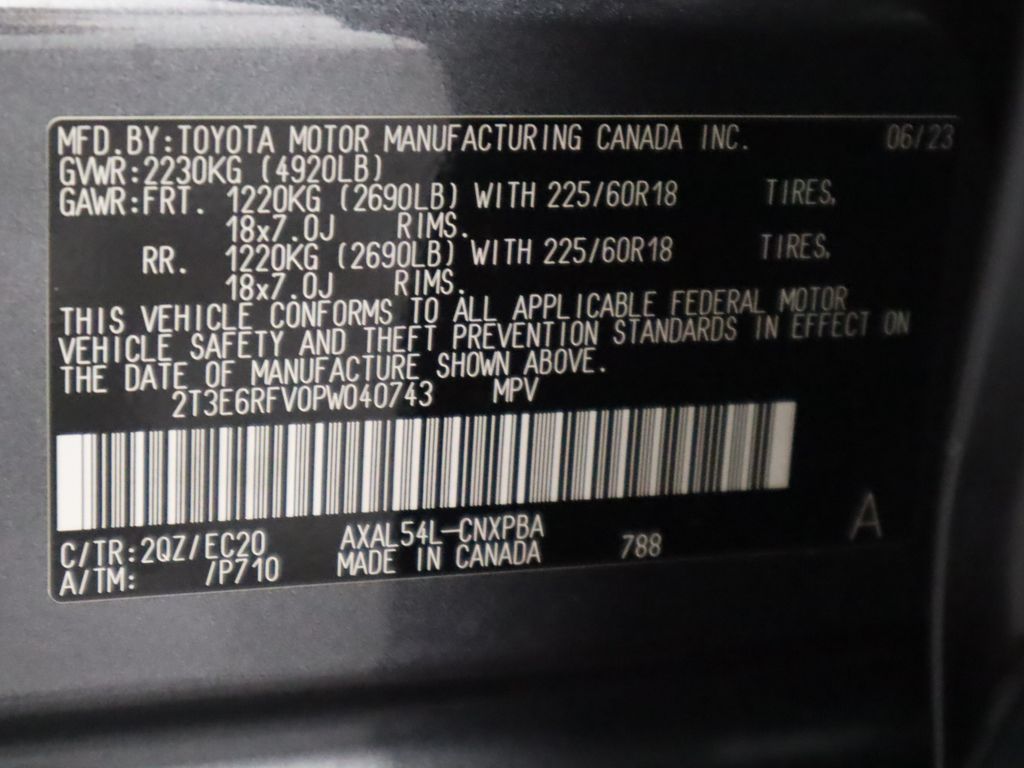 MFD.BY:TOYOTA MOTOR MANUFACTURING CANADA INC. 06/23
GVWR:2230KG (4920LB)
GAWR:FRT. 1220KG (2690LB) WITH 225/60R18 TIRES,
18x7.0J RIMS.
RR. 1220KG (2690LB) WITH 225/60R18 TIRES,
18x7.0J RIMS.
THIS VEHICLE CONFORMS TO ALL APPLICABLE FEDERAL MOTOR
VEHICLE SAFETY AND THEFT PREVENTION STANDARDS IN EFFECT ON
THE DATE OF MANUFACTURE SHOWN ABOVE.
2T3E6RFV0PW040743 MPV
C/TR:2QZ/EC20 AXAL54L-CNXPBA 788 A
A/TM: /P710 MADE IN CANADA